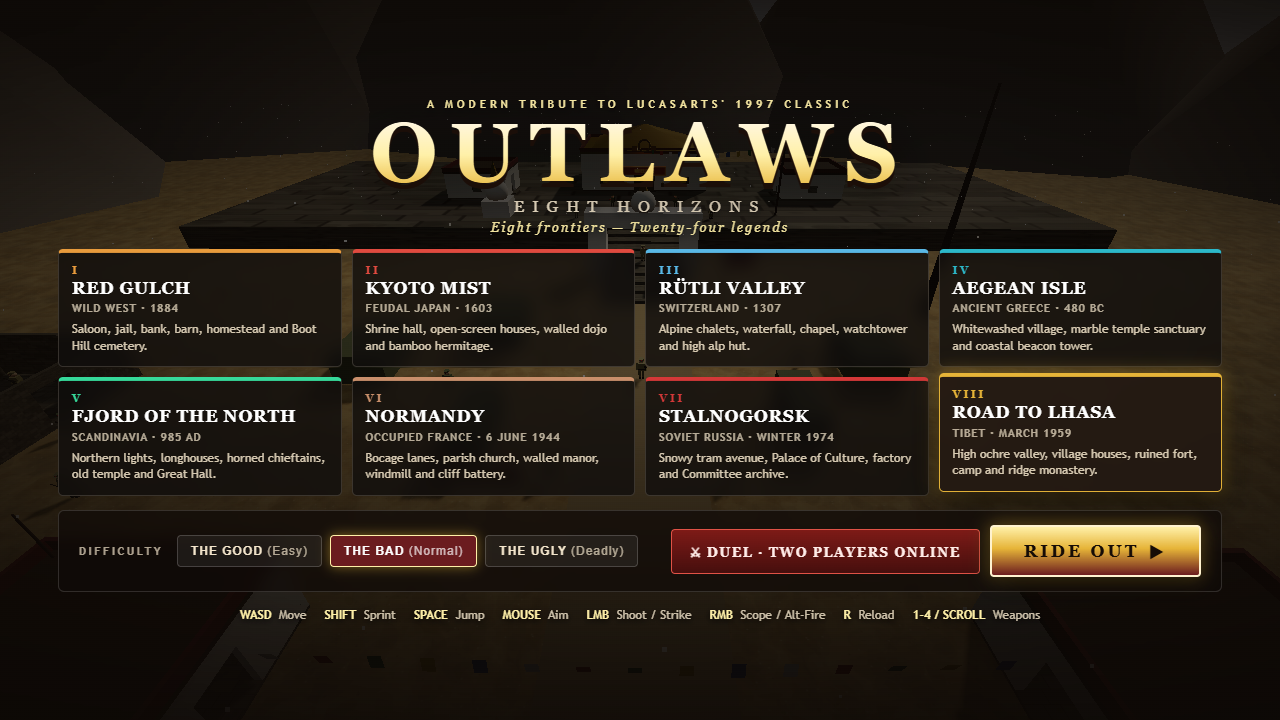 A MODERN TRIBUTE TO LUCASARTS' 1997 CLASSIC
OUTLAWS
EIGHT HORIZONS
Eight frontiers — Twenty-four legends
I
RED GULCH
WILD WEST · 1884
Saloon, jail, bank, barn, homestead and Boot
Hill cemetery.
II
KYOTO MIST
FEUDAL JAPAN · 1603
Shrine hall, open-screen houses, walled dojo
and bamboo hermitage.
III
RÜTLI VALLEY
SWITZERLAND · 1307
Alpine chalets, waterfall, chapel, watchtower
and high alp hut.
IV
AEGEAN ISLE
ANCIENT GREECE · 480 BC
Whitewashed village, marble temple sanctuary
and coastal beacon tower.
V
FJORD OF THE NORTH
SCANDINAVIA · 985 AD
Northern lights, longhouses, horned chieftains,
old temple and Great Hall.
VI
NORMANDY
OCCUPIED FRANCE · 6 JUNE 1944
Bocage lanes, parish church, walled manor,
windmill and cliff battery.
VII
STALNOGORSK
SOVIET RUSSIA · WINTER 1974
Snowy tram avenue, Palace of Culture, factory
and Committee archive.
VIII
ROAD TO LHASA
TIBET · MARCH 1959
High ochre valley, village houses, ruined fort,
camp and ridge monastery.
DIFFICULTY
THE GOOD (Easy)
THE BAD (Normal)
THE UGLY (Deadly)
⚔ DUEL · TWO PLAYERS ONLINE
RIDE OUT ▶
WASD Move SHIFT Sprint SPACE Jump MOUSE Aim LMB Shoot / Strike RMB Scope / Alt-Fire R Reload 1–4 / SCROLL Weapons